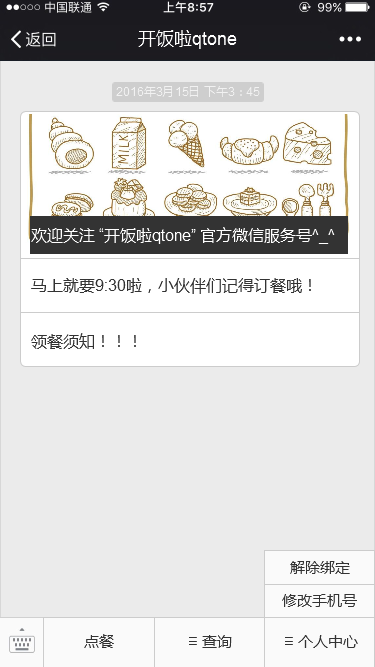 中国联通 上午8:57 99%
返回 开饭啦qtone
2016年3月15日 下午3：45
MILK
欢迎关注 “开饭啦qtone” 官方微信服务号^_^
马上就要9:30啦，小伙伴们记得订餐哦！
领餐须知！！！
解除绑定
修改手机号
点餐 查询 个人中心